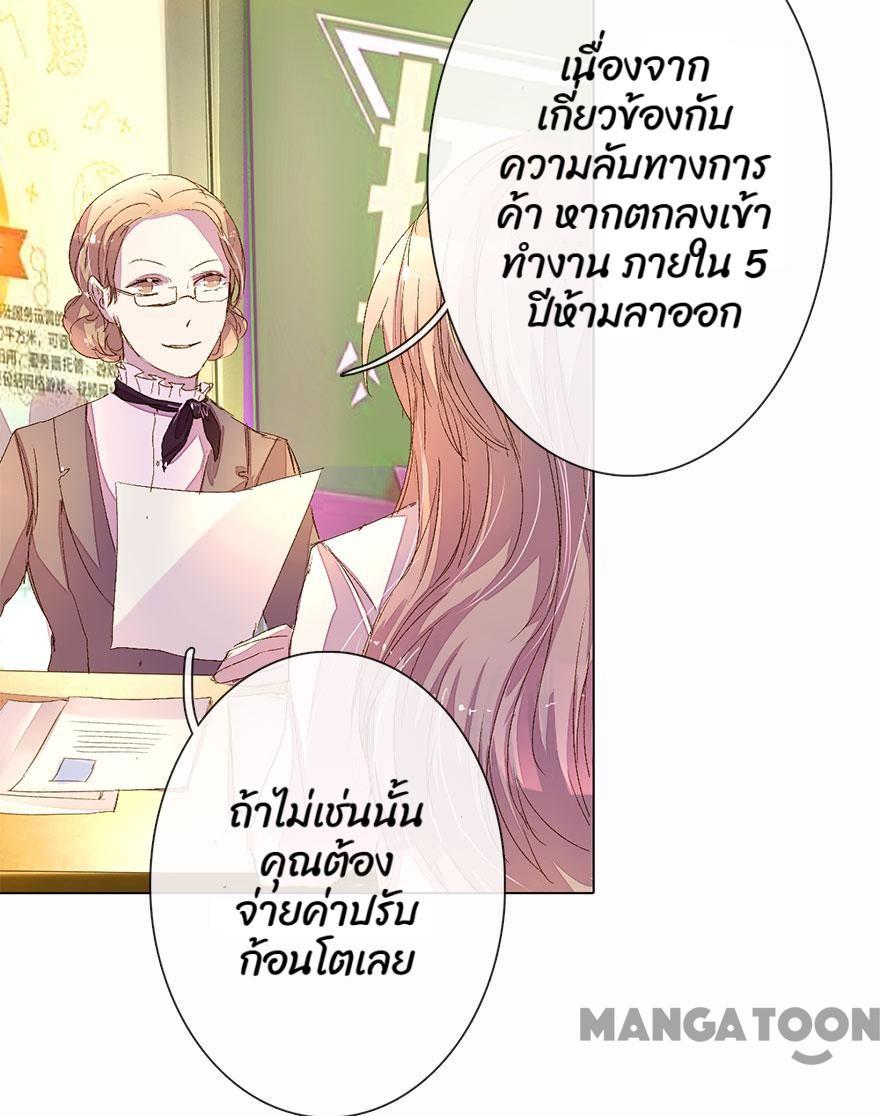 เนื่องจาก
เกี่ยวข้องกับ
ความลับทางการ
ค้า หากตกลงเข้า
ทำงาน ภายใน 5
ปีห้ามลาออก
ถ้าไม่เช่นนั้น
คุณต้อง
จ่ายค่าปรับ
ก้อนโตเลย
MANGATOON